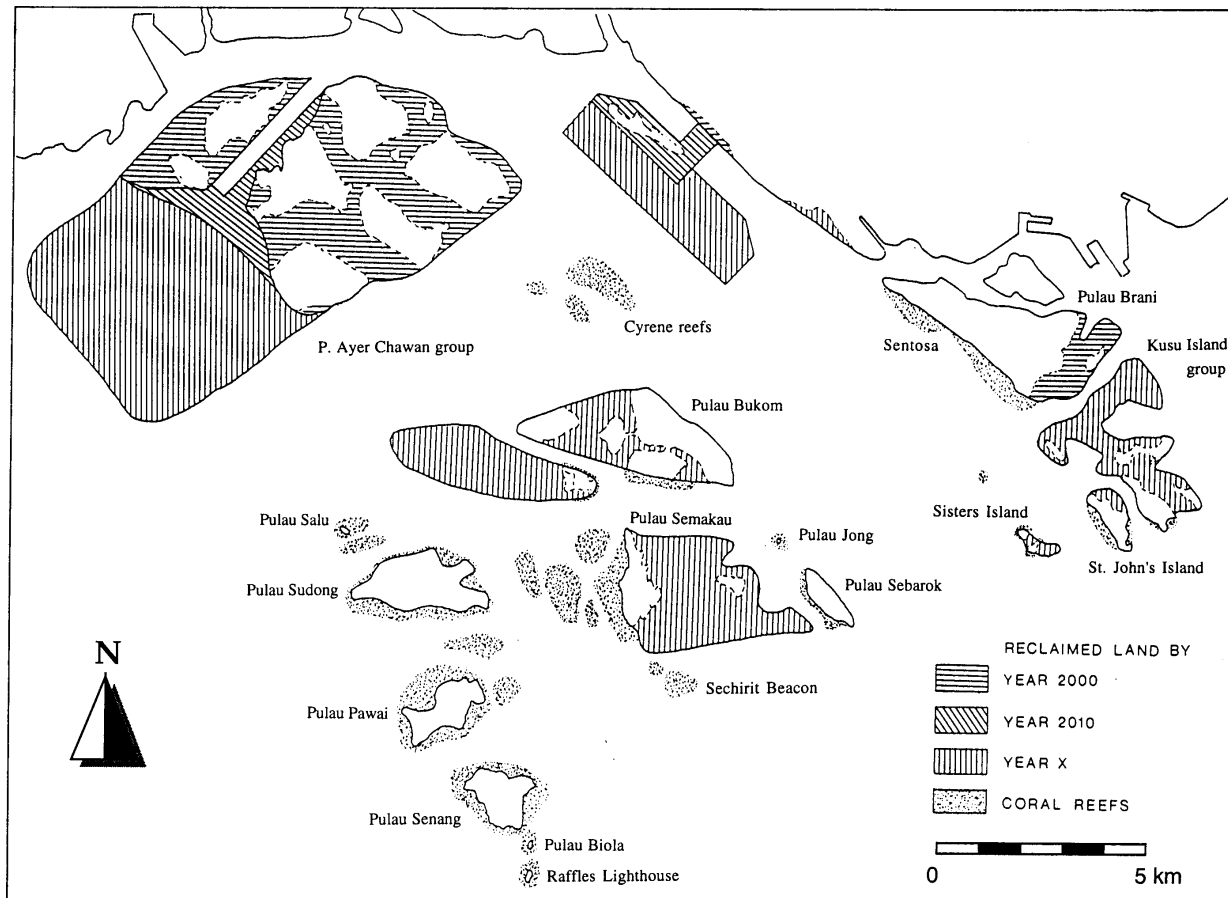 Pulau Brani
Cyrene reefs
Sentosa
P. Ayer Chawan group
Kusu Island
group
Pulau Bukom
Pulau Salu
Pulau Semakau
Pulau Jong
Sisters Island
St. John's Island
Pulau Sudong
Pulau Sebarok
N
Sechirit Beacon
Pulau Pawai
Pulau Senang
Pulau Biola
Raffles Lighthouse
RECLAIMED LAND BY
YEAR 2000
YEAR 2010
YEAR X
CORAL REEFS
0 5 km